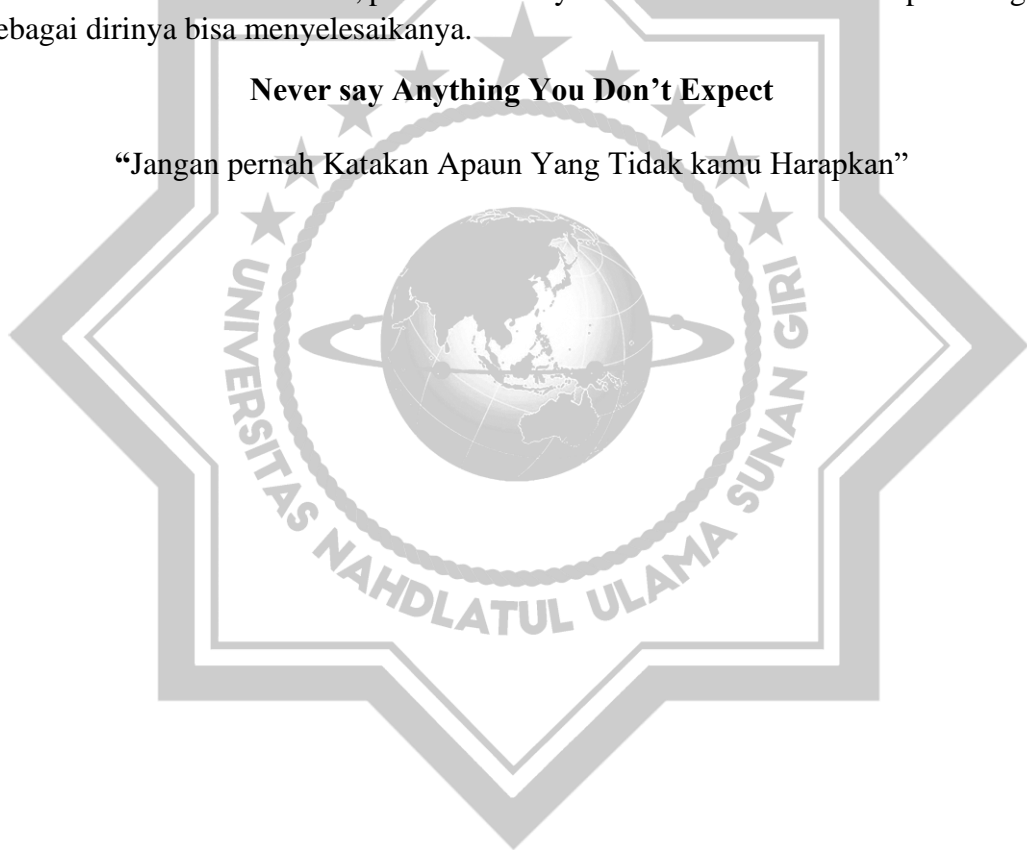 ebagai dirinya bisa menyelesaikanya.
Never say Anything You Don’t Expect
“Jangan pernah Katakan Apaun Yang Tidak kamu Harapkan”
UNIVERSITAS NAHDLATUL ULAMA SUNAN GIRI